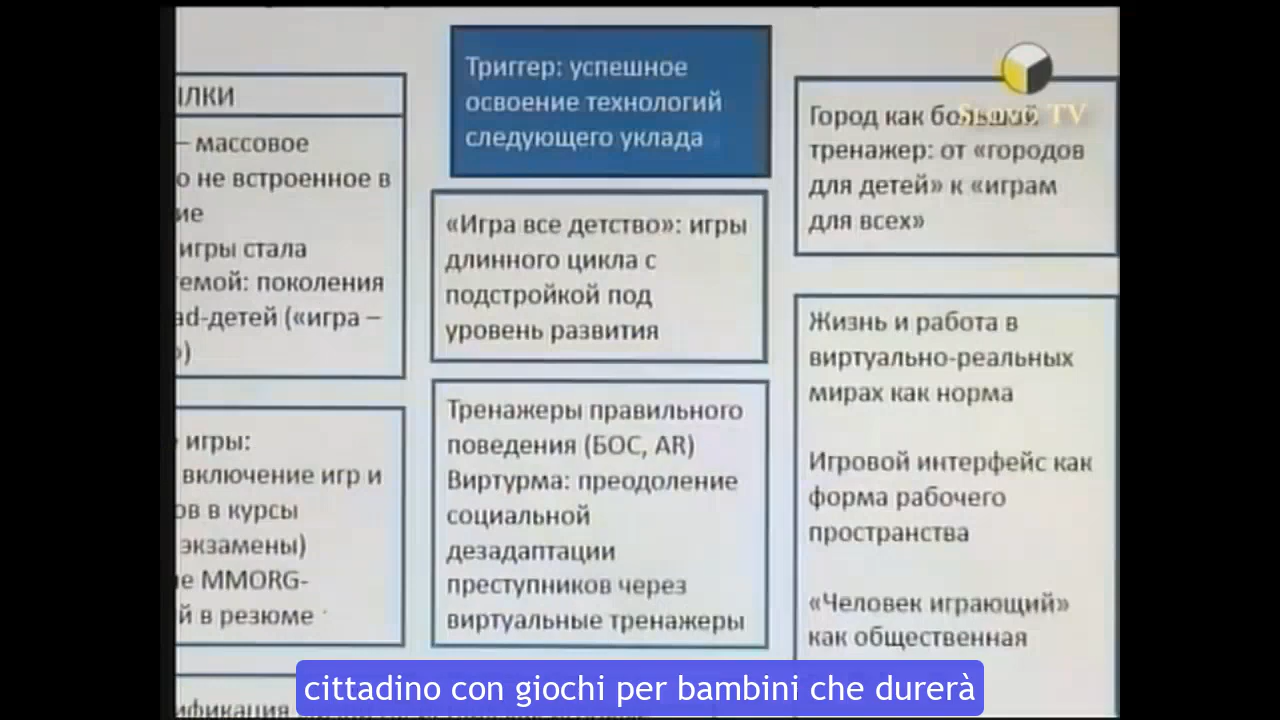 ЛКИ
– массовое
о не встроенное в
ие
игры стала
емой: поколения
ad-детей («игра –
»)
игры:
включение игр и
ов в курсы
экзамены)
ие MMORG-
й в резюме
Триггер: успешное
освоение технологий
следующего уклада
«Игра все детство»: игры
длинного цикла с
подстройкой под
уровень развития
Тренажеры правильного
поведения (БОС, AR)
Виртурма: преодоление
социальной
дезадаптации
преступников через
виртуальные тренажеры
Город как большой
тренажер: от «городов
для детей» к «играм
для всех»
Жизнь и работа в
виртуально-реальных
мирах как норма
Игровой интерфейс как
форма рабочего
пространства
«Человек играющий»
как общественная
TV
cittadino con giochi per bambini che durerà